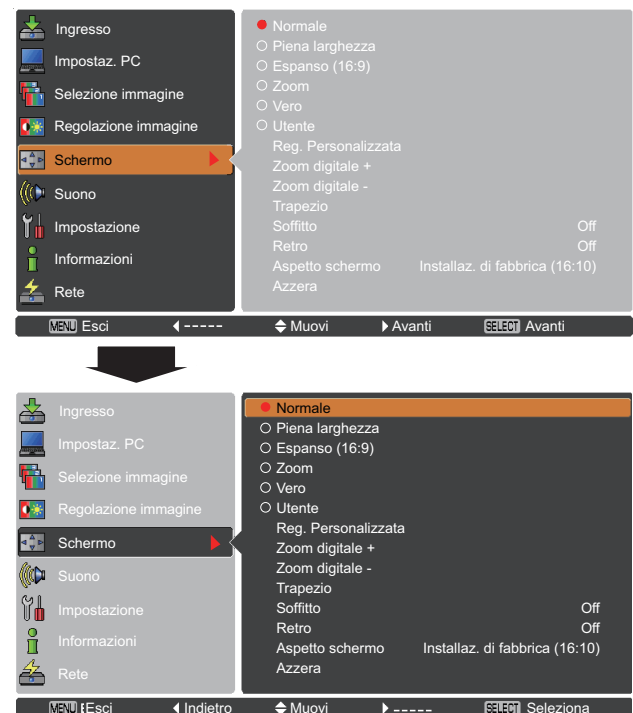 Ingresso
Impostaz. PC
Selezione immagine
Regolazione immagine
Schermo
Suono
Impostazione
Informazioni
Rete
Normale
Piena larghezza
Espanso (16:9)
Zoom
Vero
Utente
Reg. Personalizzata
Zoom digitale +
Zoom digitale -
Trapezio
Soffitto Off
Retro Off
Aspetto schermo Installaz. di fabbrica (16:10)
Azzera
MENU Esci ----- Muovi Avanti SELECT Avanti
Ingresso
Impostaz. PC
Selezione immagine
Regolazione immagine
Schermo
Suono
Impostazione
Informazioni
Rete
Normale
Piena larghezza
Espanso (16:9)
Zoom
Vero
Utente
Reg. Personalizzata
Zoom digitale +
Zoom digitale -
Trapezio
Soffitto Off
Retro Off
Aspetto schermo Installaz. di fabbrica (16:10)
Azzera
MENU Esci Indietro Muovi ----- SELECT Seleziona